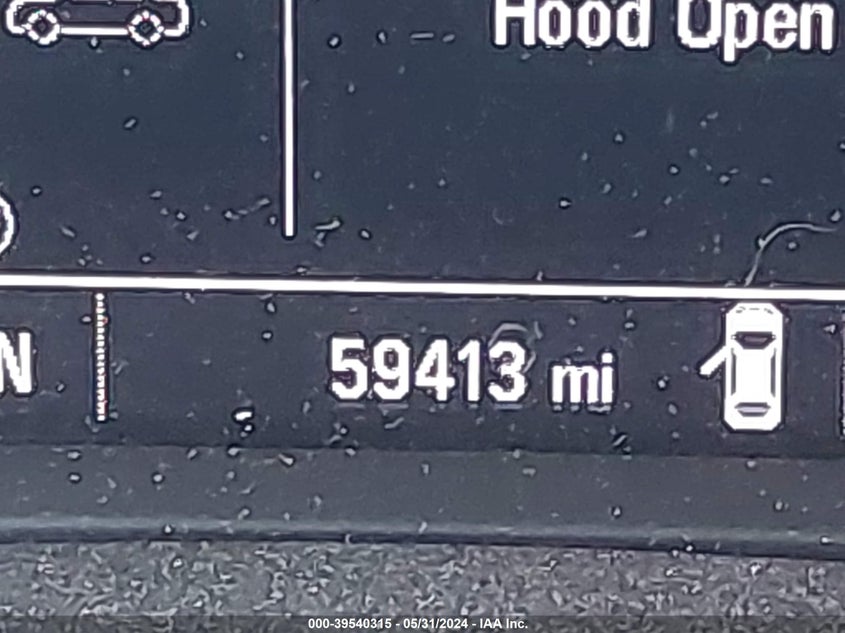 Hood Open
N
59413 mi
000-39540315 - 05/31/2024 - IAA Inc.